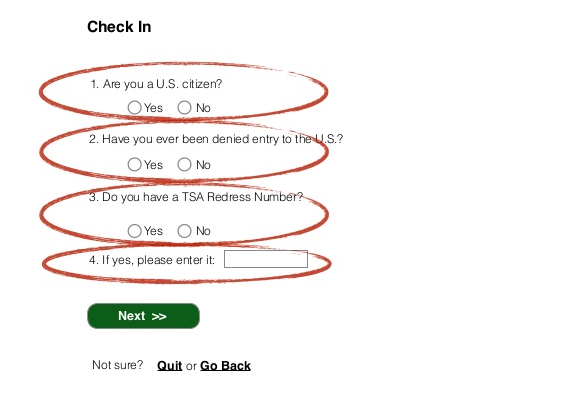 Check In
1. Are you a U.S. citizen?
Yes No
2. Have you ever been denied entry to the U.S.?
Yes No
3. Do you have a TSA Redress Number?
Yes No
4. If yes, please enter it:
Next >>
Not sure? Quit or Go Back